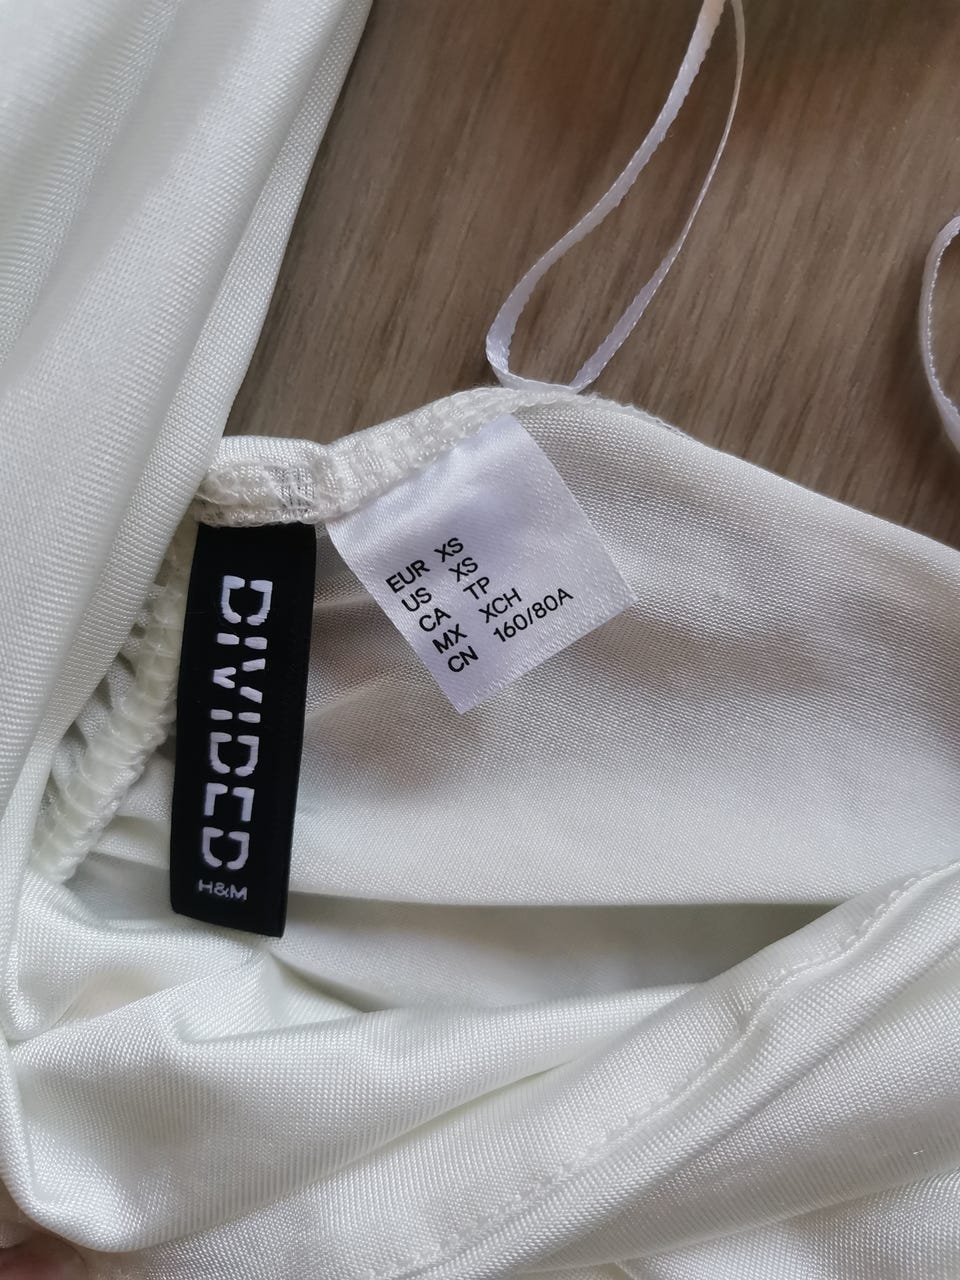 DIVIDED
H&M
EUR XS
US XS
CA TP
MX XCH
CN 160/80A